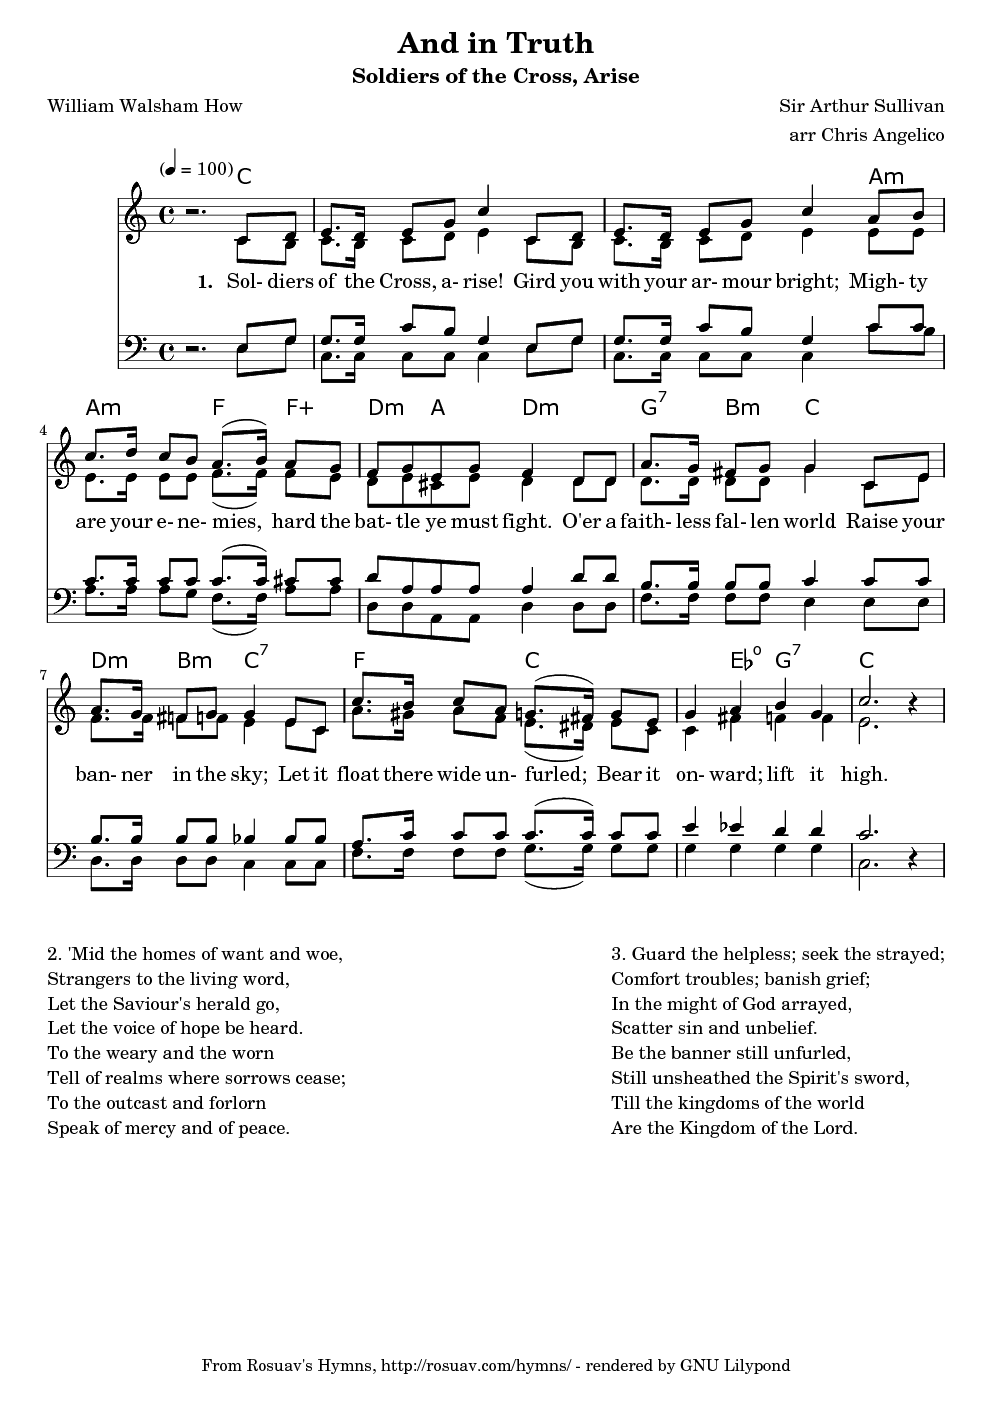 And in Truth
Soldiers of the Cross, Arise
William Walsham How
Sir Arthur Sullivan
arr Chris Angelico
(♩ = 100)
C Am
1. Sol- diers of the Cross, a- rise! Gird you with your ar- mour bright; Migh- ty
Am F F+ Dm A Dm G7 Bm C
4
are your e- ne- mies, hard the bat- tle ye must fight. O'er a faith- less fal- len world Raise your
Dm Bm C7 F C E♭o G7 C
7
ban- ner in the sky; Let it float there wide un- furled; Bear it on- ward; lift it high.
2. 'Mid the homes of want and woe,
Strangers to the living word,
Let the Saviour's herald go,
Let the voice of hope be heard.
To the weary and the worn
Tell of realms where sorrows cease;
To the outcast and forlorn
Speak of mercy and of peace.
3. Guard the helpless; seek the strayed;
Comfort troubles; banish grief;
In the might of God arrayed,
Scatter sin and unbelief.
Be the banner still unfurled,
Still unsheathed the Spirit's sword,
Till the kingdoms of the world
Are the Kingdom of the Lord.
From Rosuav's Hymns, http://rosuav.com/hymns/ - rendered by GNU Lilypond